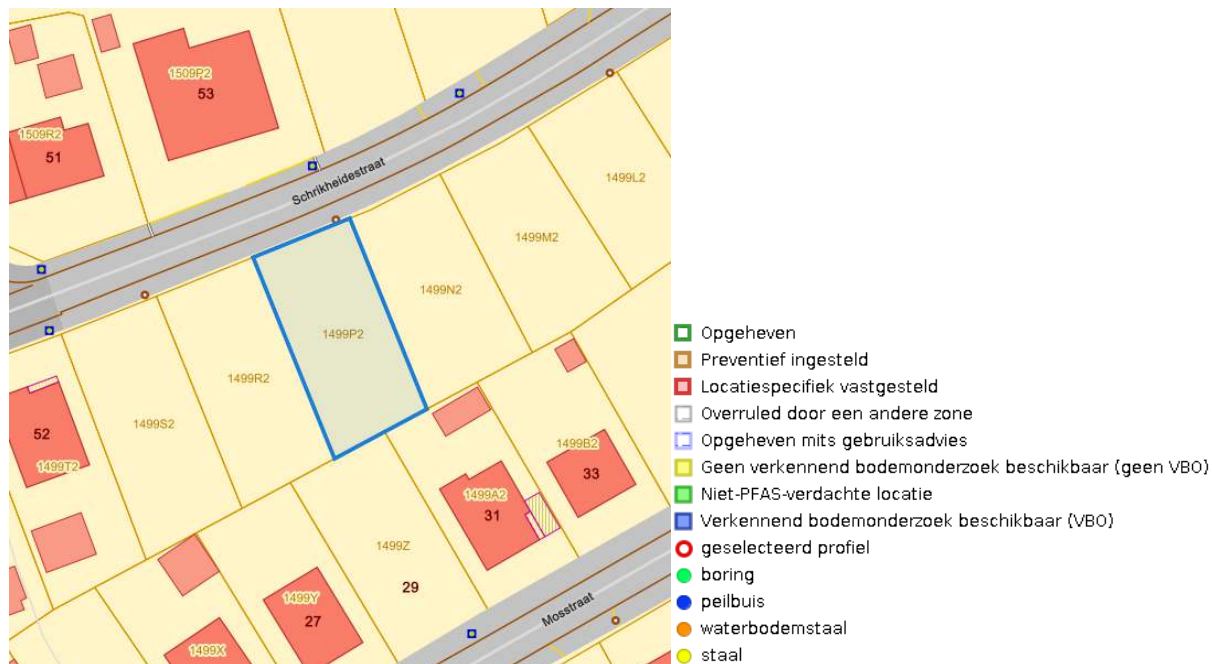 1509P2
53
1509R2
51
Schrikheidestraat
1499L2
1499M2
1499N2
1499P2
1499R2
1499S2
52
1499T2
1499B2
33
1499A2
31
1499Z
29
1499Y
27
1499X
Mosstraat
Opgeheven
Preventief ingesteld
Locatiespecifiek vastgesteld
Overruled door een andere zone
Opgeheven mits gebruiksadvies
Geen verkennend bodemonderzoek beschikbaar (geen VBO)
Niet-PFAS-verdachte locatie
Verkennend bodemonderzoek beschikbaar (VBO)
geselecteerd profiel
boring
peilbuis
waterbodemstaal
staal